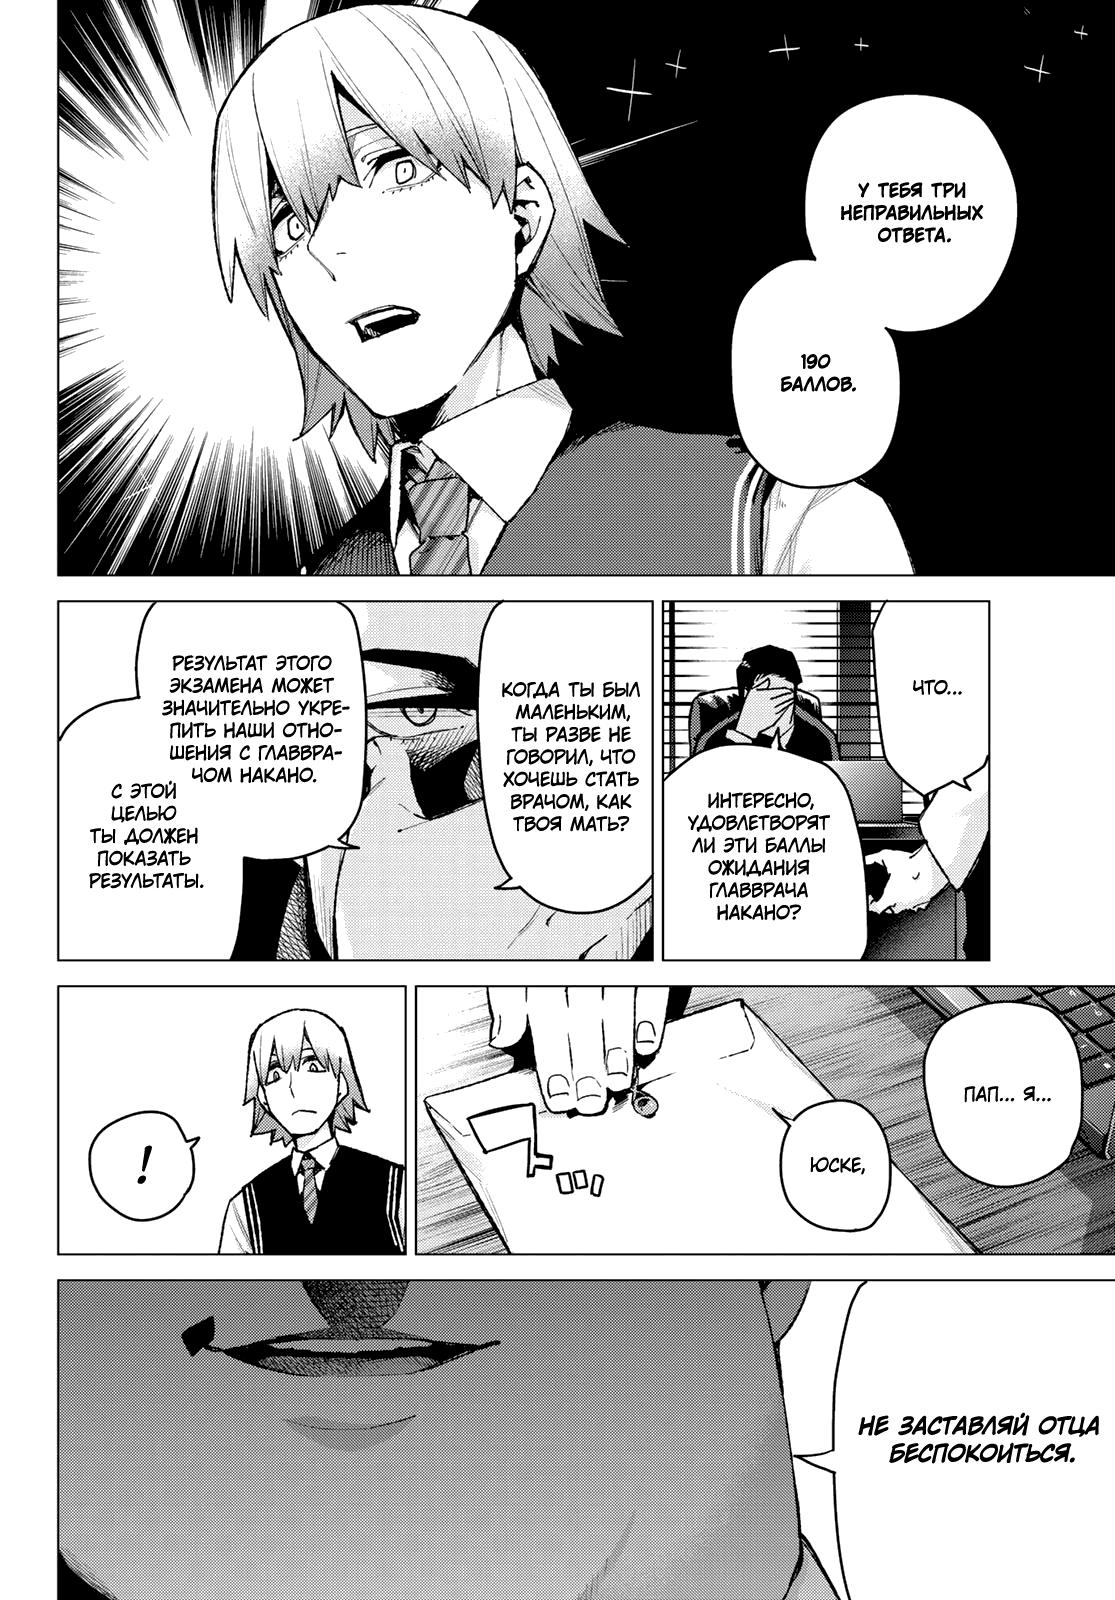 У ТЕБЯ ТРИ
НЕПРАВИЛЬНЫХ
ОТВЕТА.
190
БАЛЛОВ.
ЧТО...
ИНТЕРЕСНО,
УДОВЛЕТВОРЯТ
ЛИ ЭТИ БАЛЛЫ
ОЖИДАНИЯ
ГЛАВВРАЧА
НАКАНО?
КОГДА ТЫ БЫЛ
МАЛЕНЬКИМ,
ТЫ РАЗВЕ НЕ
ГОВОРИЛ, ЧТО
ХОЧЕШЬ СТАТЬ
ВРАЧОМ, КАК
ТВОЯ МАТЬ?
РЕЗУЛЬТАТ ЭТОГО
ЭКЗАМЕНА МОЖЕТ
ЗНАЧИТЕЛЬНО УКРЕ-
ПИТЬ НАШИ ОТНО-
ШЕНИЯ С ГЛАВВРА-
ЧОМ НАКАНО.
С ЭТОЙ
ЦЕЛЬЮ
ТЫ ДОЛЖЕН
ПОКАЗАТЬ
РЕЗУЛЬТАТЫ.
ПАП... Я...
ЮСКЕ,
!
НЕ ЗАСТАВЛЯЙ ОТЦА
БЕСПОКОИТЬСЯ.